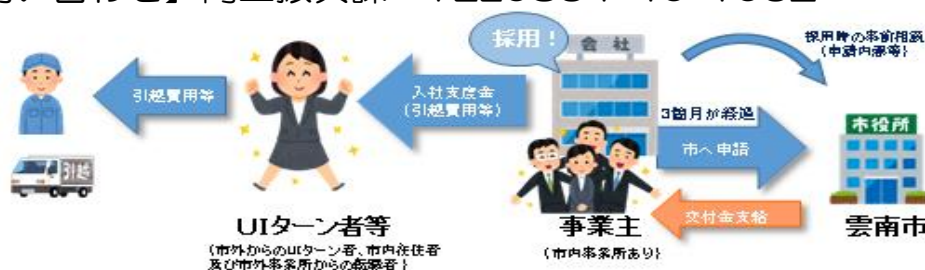 採用！
会社
採用時の事前相談
（申請内容等）
引越費用等
入社支度金
（引越費用等）
3箇月が経過
市へ申請
市役所
引越
交付金支給
UIターン者等
（市外からのUIターン者、市内在住者
及び市外事業所からの転職者）
事業主
（市内事業所あり）
雲南市